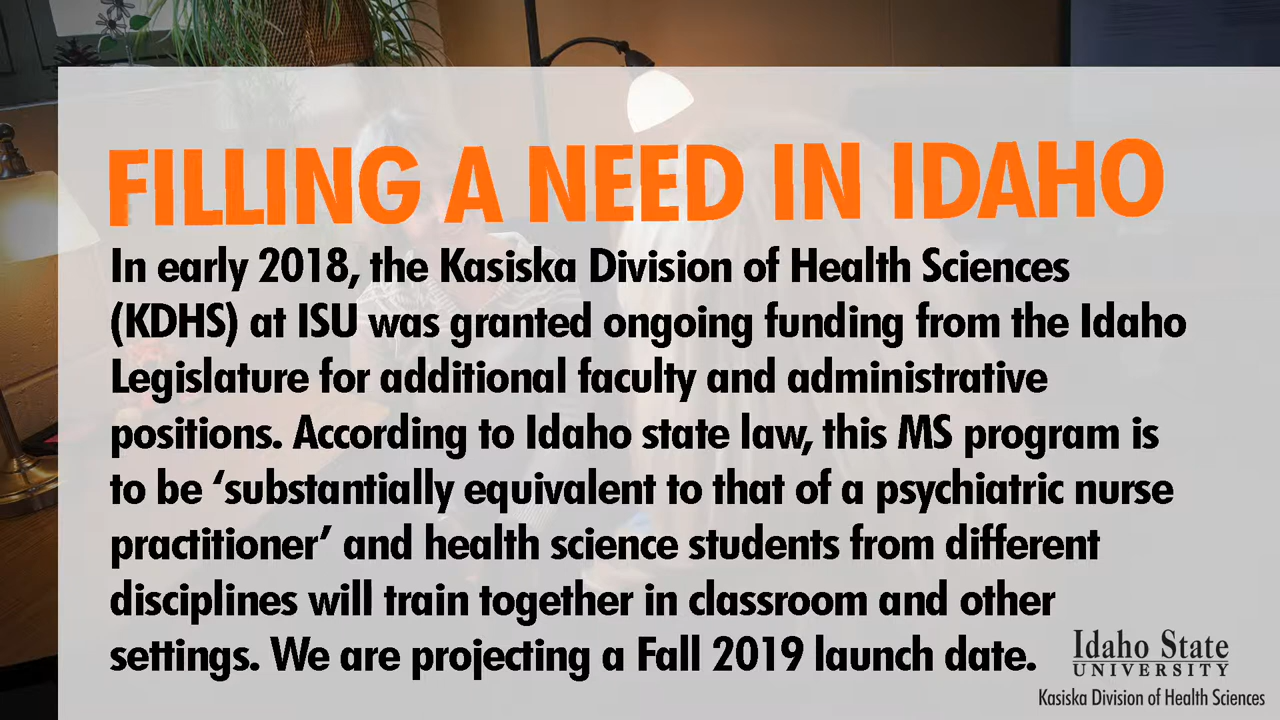 FILLING A NEED IN IDAHO
In early 2018, the Kasiska Division of Health Sciences
(KDHS) at ISU was granted ongoing funding from the Idaho
Legislature for additional faculty and administrative
positions. According to Idaho state law, this MS program is
to be ‘substantially equivalent to that of a psychiatric nurse
practitioner’ and health science students from different
disciplines will train together in classroom and other
settings. We are projecting a Fall 2019 launch date.
Idaho State
UNIVERSITY
Kasiska Division of Health Sciences